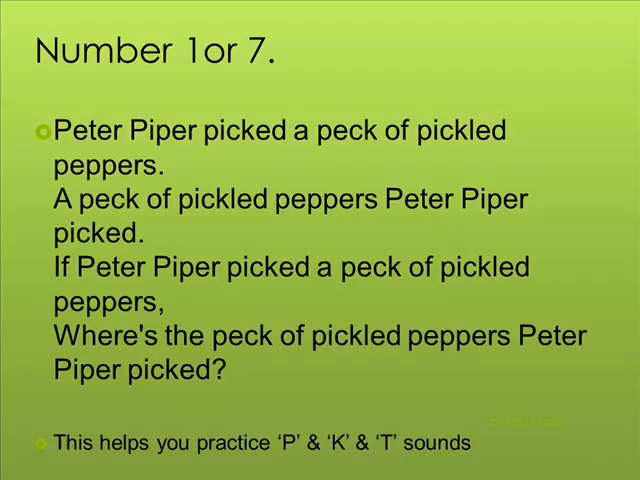 Number 1or 7.
Peter Piper picked a peck of pickled
peppers.
A peck of pickled peppers Peter Piper
picked.
If Peter Piper picked a peck of pickled
peppers,
Where's the peck of pickled peppers Peter
Piper picked?
This helps you practice ‘P’ & ‘K’ & ‘T’ sounds